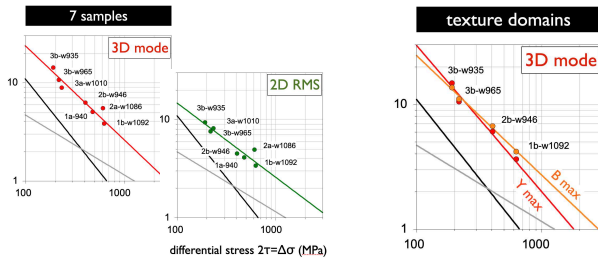 7 samples
3D mode
3b-w935
3b-w965
3a-w1010
2b-w946
2a-w1086
1a-940
1b-w1092
10
1
100
1000
2D RMS
3b-w935
3a-w1010
3b-w965
2b-w946
2a-w1086
1a-940
1b-w1092
1
100
1000
differential stress 2τ=Δσ (MPa)
texture domains
3D mode
3b-w935
3b-w965
2b-w946
1b-w1092
B max
Y max
10
1
100
1000